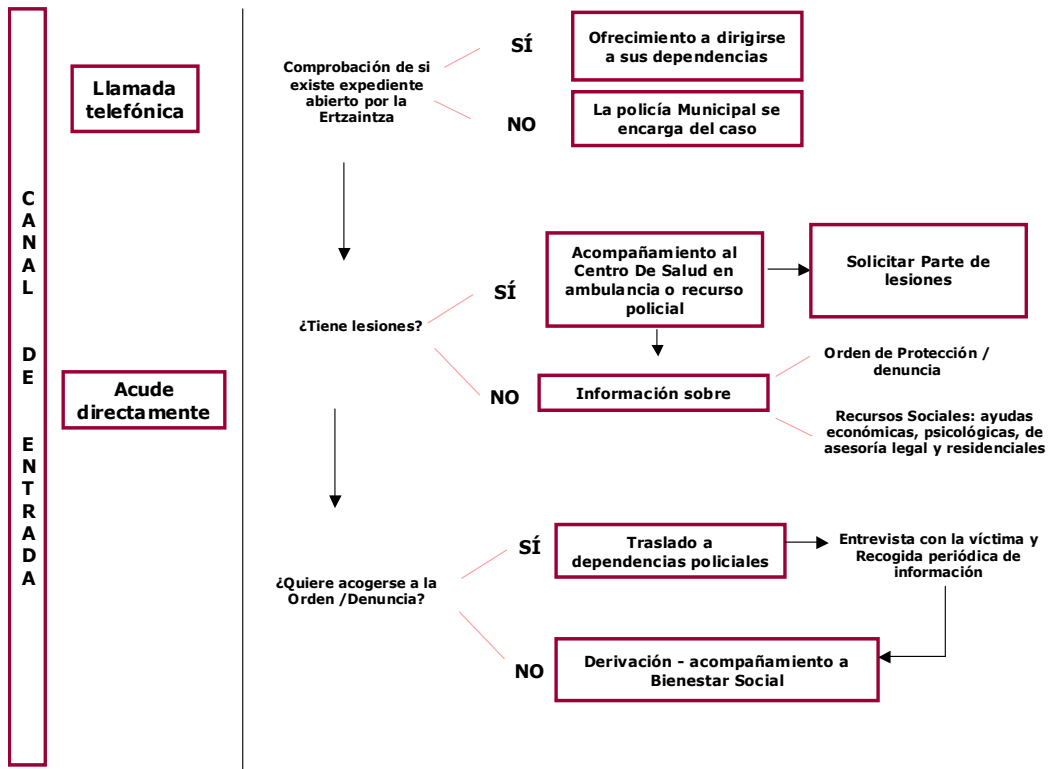 CANAL DE ENTRADA
Llamada
telefónica
Acude
directamente
Comprobación de si
existe expediente
abierto por la
Ertzaintza
SÍ
Ofrecimiento a dirigirse
a sus dependencias
NO
La policía Municipal se
encarga del caso
¿Tiene lesiones?
SÍ
Acompañamiento al
Centro De Salud en
ambulancia o recurso
policial
Solicitar Parte de
lesiones
NO
Información sobre
Orden de Protección /
denuncia
Recursos Sociales: ayudas
económicas, psicológicas, de
asesoría legal y residenciales
¿Quiere acogerse a la
Orden /Denuncia?
SÍ
Traslado a
dependencias policiales
Entrevista con la víctima y
Recogida periódica de
información
NO
Derivación - acompañamiento a
Bienestar Social